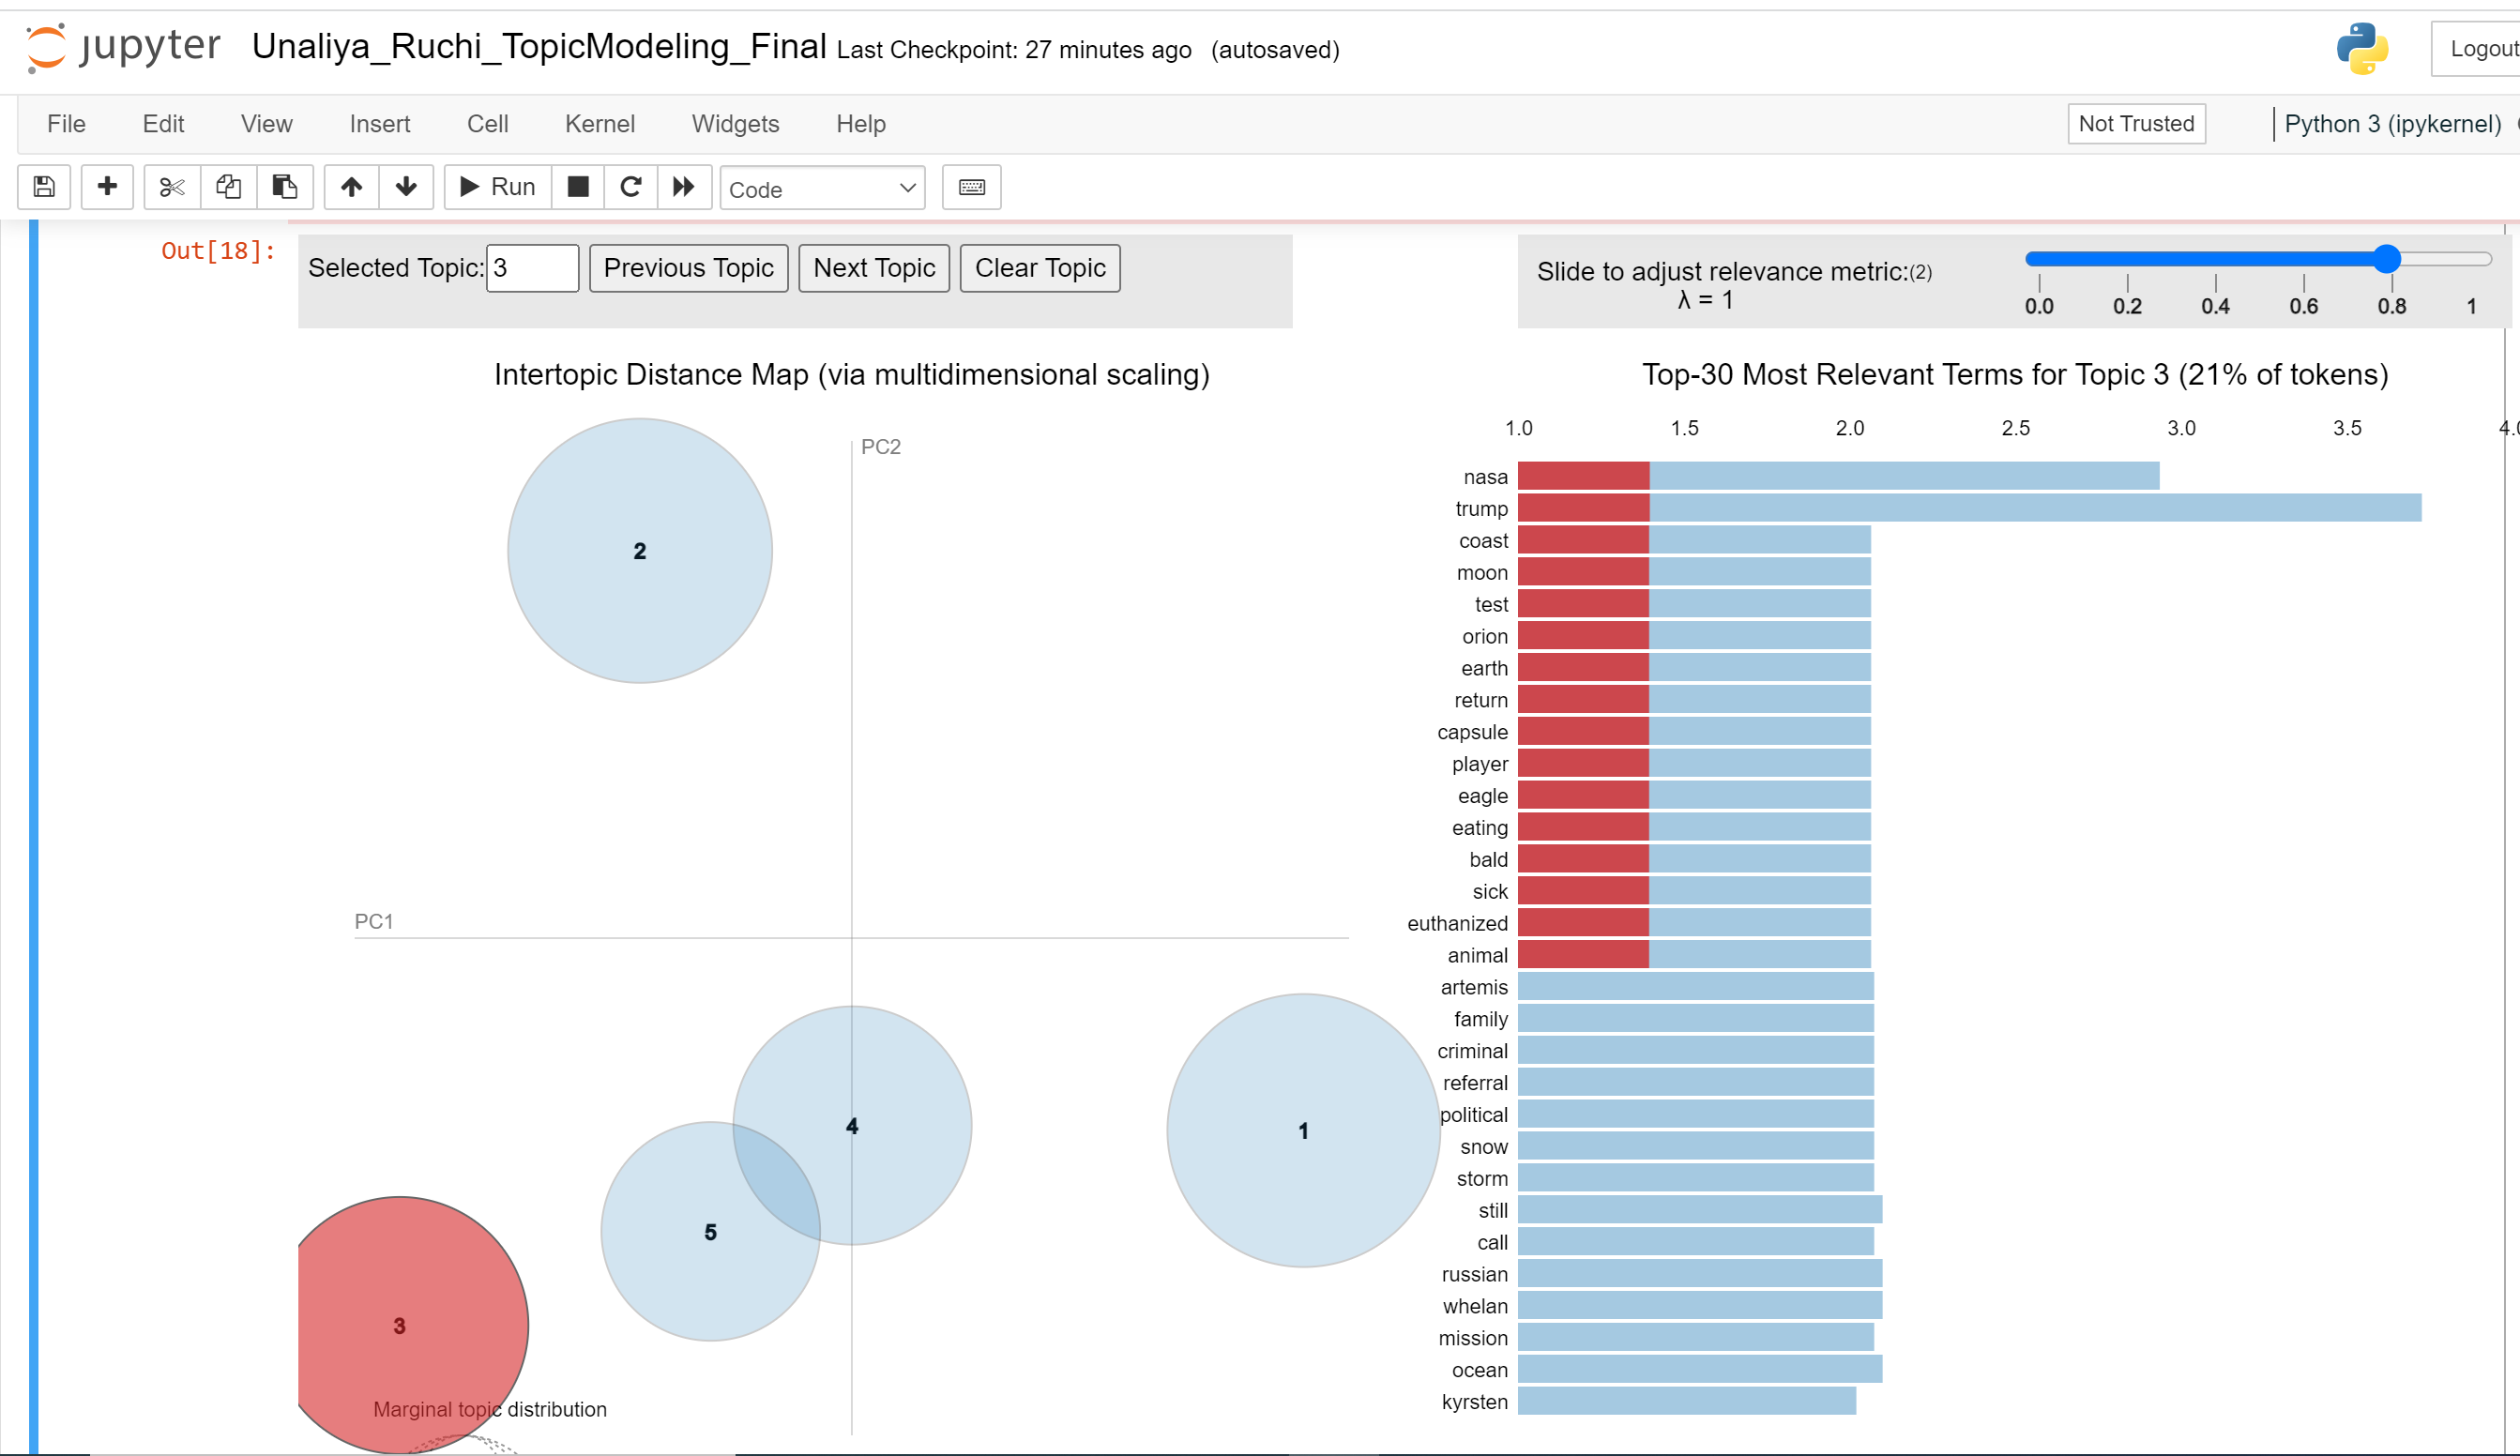 jupyter Unaliya_Ruchi_TopicModeling_Final Last Checkpoint: 27 minutes ago (autosaved)
Logout
File Edit View Insert Cell Kernel Widgets Help
Not Trusted
Python 3 (ipykernel)
Run
Code
Out[18]:
Selected Topic: 3 Previous Topic Next Topic Clear Topic
Slide to adjust relevance metric:(2)
λ = 1
0.0 0.2 0.4 0.6 0.8 1
Intertopic Distance Map (via multidimensional scaling)
PC2
2
PC1
4
1
5
3
Marginal topic distribution
Top-30 Most Relevant Terms for Topic 3 (21% of tokens)
1.0 1.5 2.0 2.5 3.0 3.5 4.0
nasa
trump
coast
moon
test
orion
earth
return
capsule
player
eagle
eating
bald
sick
euthanized
animal
artemis
family
criminal
referral
political
snow
storm
still
call
russian
whelan
mission
ocean
kyrsten